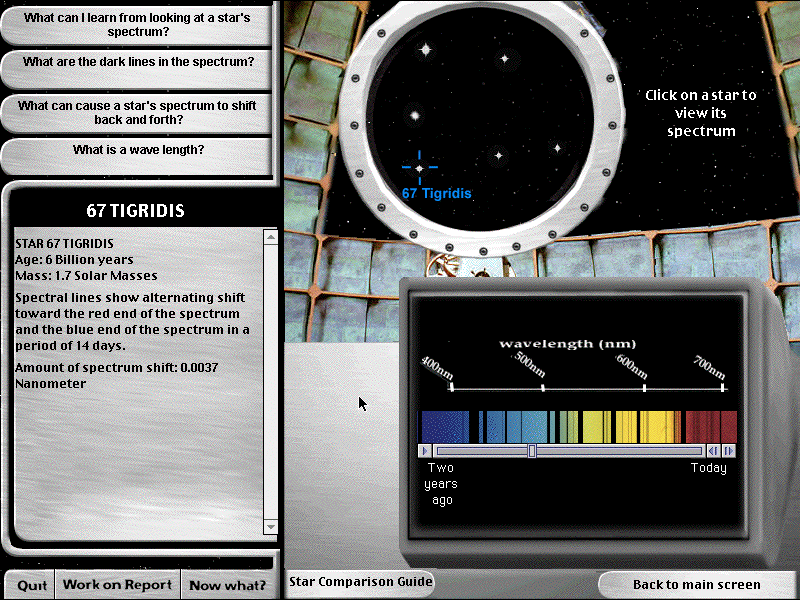 What can I learn from looking at a star's
spectrum?
What are the dark lines in the spectrum?
What can cause a star's spectrum to shift
back and forth?
What is a wave length?
67 TIGRIDIS
STAR 67 TIGRIDIS
Age: 6 Billion years
Mass: 1.7 Solar Masses
Spectral lines show alternating shift
toward the red end of the spectrum
and the blue end of the spectrum in a
period of 14 days.
Amount of spectrum shift: 0.0037
Nanometer
Quit
Work on Report
Now what?
Click on a star to
view its
spectrum
67 Tigridis
wavelength (nm)
400nm
500nm
600nm
700nm
Two
years
ago
Today
Star Comparison Guide
Back to main screen